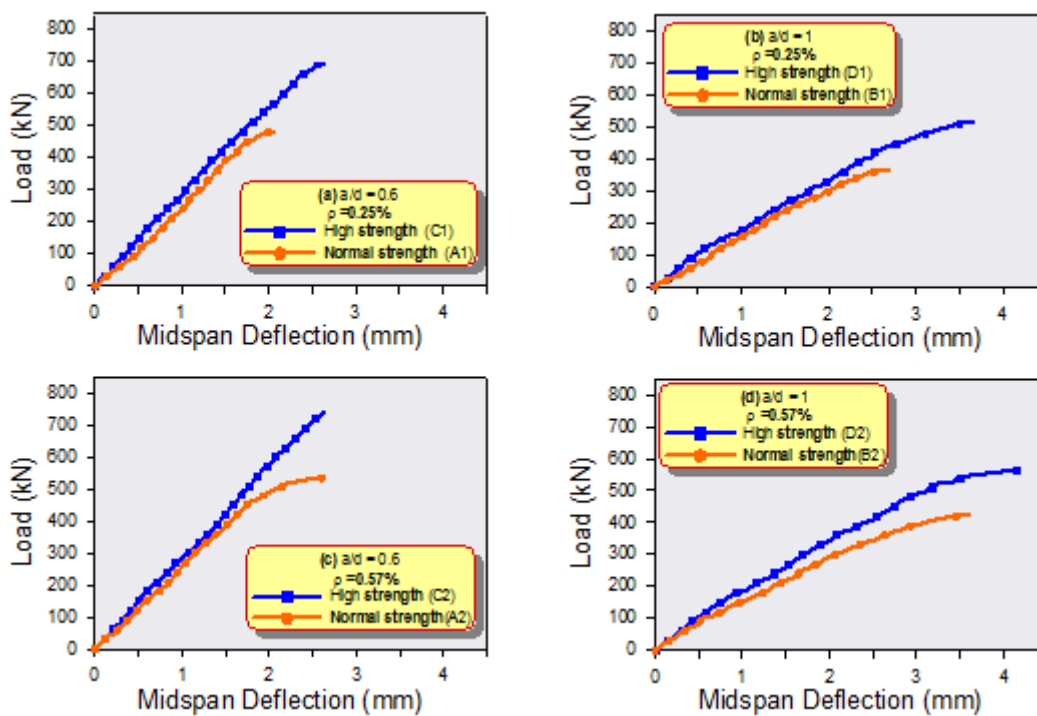 800
700
600
500
400
300
200
100
0
Load (kN)
(a) a/d = 0.6
ρ =0.25%
High strength (C1)
Normal strength (A1)
0 1 2 3 4
Midspan Deflection (mm)
800
700
600
500
400
300
200
100
0
Load (kN)
(b) a/d = 1
ρ =0.25%
High strength (D1)
Normal strength (B1)
0 1 2 3 4
Midspan Deflection (mm)
800
700
600
500
400
300
200
100
0
Load (kN)
(c) a/d = 0.6
ρ =0.57%
High strength (C2)
Normal strength(A2)
0 1 2 3 4
Midspan Deflection (mm)
800
700
600
500
400
300
200
100
0
Load (kN)
(d) a/d = 1
ρ =0.57%
High strength (D2)
Normal strength(B2)
0 1 2 3 4
Midspan Deflection (mm)